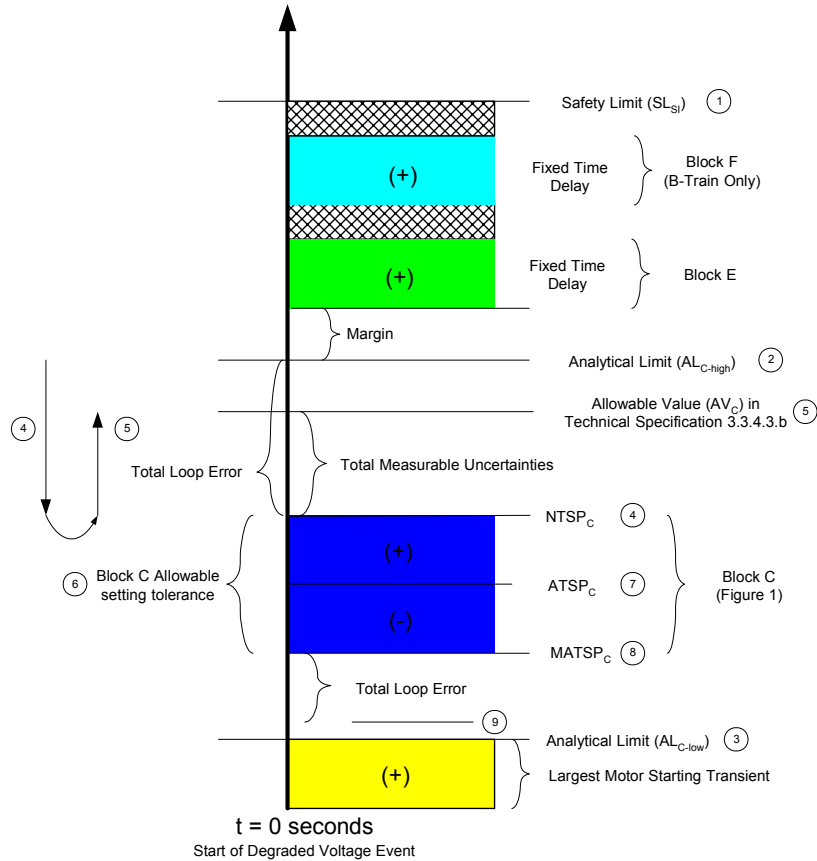 Safety Limit (SLSI) 1
(+)
Fixed Time
Delay
Block F
(B-Train Only)
(+)
Fixed Time
Delay
Block E
Margin
Analytical Limit (ALC-high) 2
Allowable Value (AVC) in
Technical Specification 3.3.4.3.b 5
4
5
Total Loop Error
Total Measurable Uncertainties
NTSPC 4
(+)
6 Block C Allowable
setting tolerance
ATSPC 7
Block C
(Figure 1)
(-)
MATSPC 8
Total Loop Error
9
Analytical Limit (ALC-low) 3
(+)
Largest Motor Starting Transient
t = 0 seconds
Start of Degraded Voltage Event